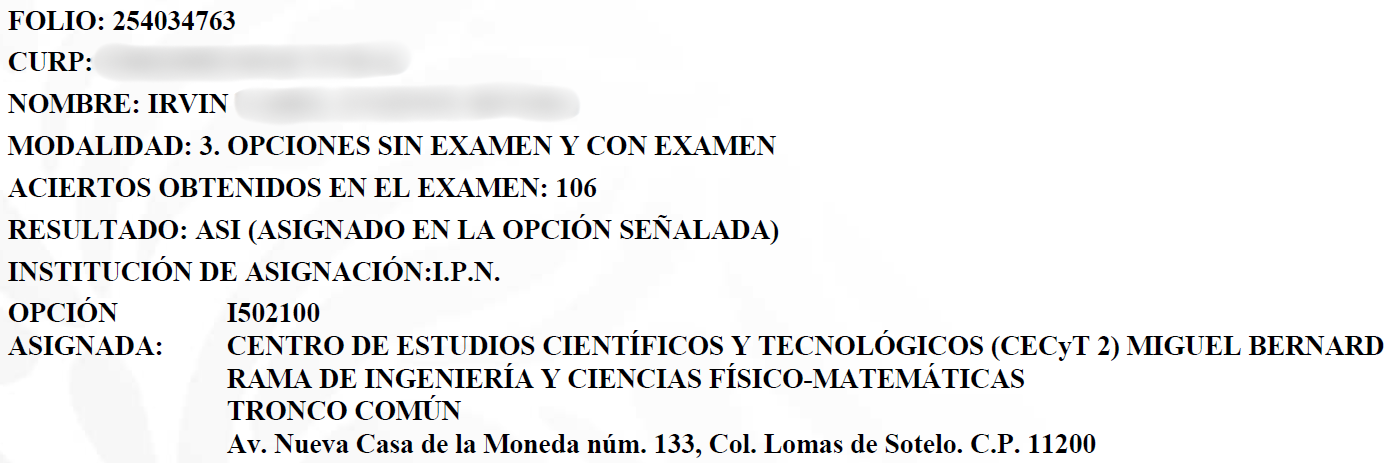 FOLIO: 254034763
CURP:
NOMBRE: IRVIN
MODALIDAD: 3. OPCIONES SIN EXAMEN Y CON EXAMEN
ACIERTOS OBTENIDOS EN EL EXAMEN: 106
RESULTADO: ASI (ASIGNADO EN LA OPCIÓN SEÑALADA)
INSTITUCIÓN DE ASIGNACIÓN:I.P.N.
OPCIÓN I502100
ASIGNADA: CENTRO DE ESTUDIOS CIENTÍFICOS Y TECNOLÓGICOS (CECyT 2) MIGUEL BERNARD
RAMA DE INGENIERÍA Y CIENCIAS FÍSICO-MATEMÁTICAS
TRONCO COMÚN
Av. Nueva Casa de la Moneda núm. 133, Col. Lomas de Sotelo. C.P. 11200